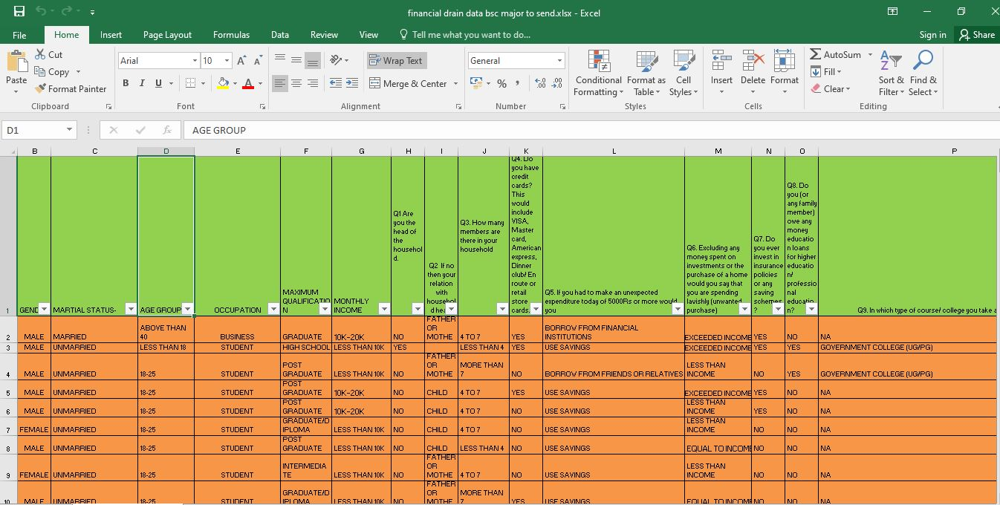 financial drain data bsc major to send.xlsx - Excel
File Home Insert Page Layout Formulas Data Review View Tell me what you want to do... Sign in Share
Paste
Cut
Copy
Format Painter
Clipboard
Arial 10
B I U
Font
Wrap Text
Merge & Center
Alignment
General
% ,
Number
Conditional Formatting
Format as Table
Cell Styles
Styles
Insert Delete Format
Cells
AutoSum
Fill
Clear
Sort & Filter
Find & Select
Editing
D1 fx AGE GROUP
B C D E F G H I J K L M N O P
1
GEND
MARTIAL STATUS-
AGE GROUP
OCCUPATION
MAXIMUM
QUALIFICATIO
N
MONTHLY
INCOME
Q1 Are
you the
head of
the
househol
d.
Q2 If no
then your
relation
with
househol
d hea
Q3. How many
members are
there in your
household
Q4. Do
you have
credit
cards?
This
would
include
VISA,
Master
card,
American
express,
Dinner
club/ En
route or
retail
store
cards.
Q5. If you had to make an unexpected
expenditure today of 5000Rs or more would
you
Q6. Excluding any
money spent on
investments or the
purchase of a home
would you say that
you are spending
lavishly (unwanted
purchase)
Q7. Do
you ever
invest in
insurance
policies
or any
saving
schemes
?
Q8. Do
you (or
any family
member)
owe any
money
educatio
n loans
for higher
educatio
n/
professio
nal
educatio
n?
Q9. In which type of course/ college you take a
2 MALE MARRIED ABOVE THAN 40 BUSINESS GRADUATE 10K-20K NO FATHER OR MOTHE 4 TO 7 YES BORROW FROM FINANCIAL INSTITUTIONS EXCEEDED INCOME YES NO NA
3 MALE UNMARRIED LESS THAN 18 STUDENT HIGH SCHOOL LESS THAN 10K YES LESS THAN 4 YES USE SAVINGS EXCEEDED INCOME YES YES GOVERNMENT COLLEGE (UG/PG)
4 MALE UNMARRIED 18-25 STUDENT POST GRADUATE LESS THAN 10K NO FATHER OR MOTHE MORE THAN 7 NO BORROW FROM FRIENDS OR RELATIVES LESS THAN INCOME NO YES GOVERNMENT COLLEGE (UG/PG)
5 MALE UNMARRIED 18-25 STUDENT POST GRADUATE 10K-20K NO CHILD 4 TO 7 YES USE SAVINGS EXCEEDED INCOME YES NO NA
6 MALE UNMARRIED 18-25 STUDENT POST GRADUATE 10K-20K NO CHILD 4 TO 7 NO USE SAVINGS LESS THAN INCOME YES NO NA
7 FEMALE UNMARRIED 18-25 STUDENT GRADUATE/D IPLOMA LESS THAN 10K NO CHILD 4 TO 7 NO USE SAVINGS LESS THAN INCOME NO NO NA
8 MALE UNMARRIED 18-25 STUDENT POST GRADUATE LESS THAN 10K NO CHILD LESS THAN 4 NO USE SAVINGS EQUAL TO INCOME NO NO NA
9 FEMALE UNMARRIED 18-25 STUDENT INTERMEDIA TE LESS THAN 10K NO FATHER OR MOTHE 4 TO 7 NO USE SAVINGS LESS THAN INCOME NO NO NA
10 MALE UNMARRIED 18-25 STUDENT GRADUATE/D IPLOMA LESS THAN 10K NO FATHER OR MOTHE MORE THAN 7 YES USE SAVINGS EQUAL TO INCOME NO NO NA